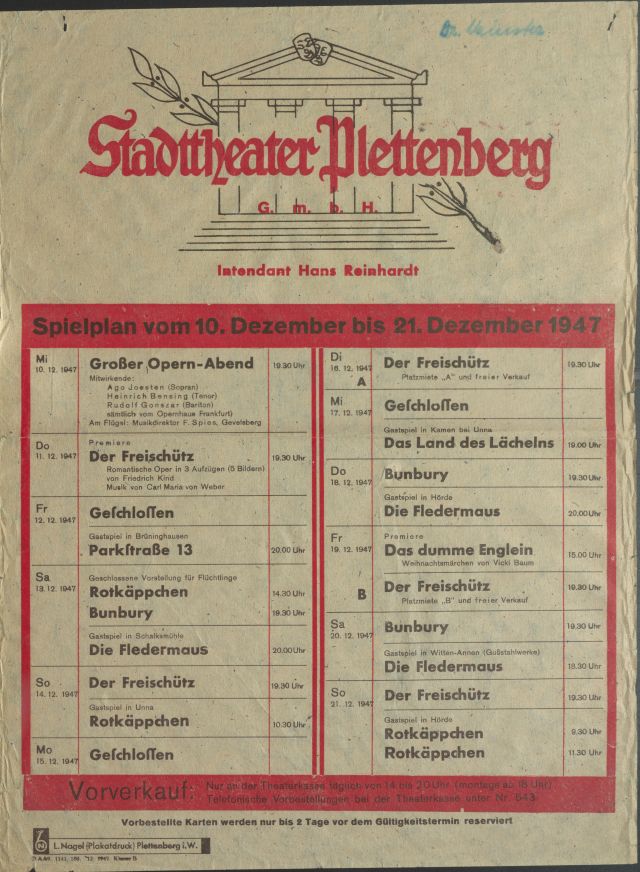 Stadttheater Plettenberg
G. m. b. H.
Intendant Hans Reinhardt
Spielplan vom 10. Dezember bis 21. Dezember 1947
Mi
10. 12. 1947
Großer Opern-Abend 19.30 Uhr
Mitwirkende:
Ago Joesten (Sopran)
Heinrich Bensing (Tenor)
Rudolf Gonszar (Bariton)
sämtlich vom Opernhaus Frankfurt)
Am Flügel: Musikdirektor F. Spies, Gevelsberg
Do
11. 12. 1947
Premiere
Der Freischütz 19.30 Uhr
Romantische Oper in 3 Aufzügen (5 Bildern)
von Friedrich Kind
Musik von Carl Maria von Weber
Fr
12. 12. 1947
Geschlossen
Gastspiel in Brüninghausen
Parkstraße 13 20.00 Uhr
Sa
13. 12. 1947
Geschlossene Vorstellung für Flüchtlinge
Rotkäppchen 14.30 Uhr
Bunbury 19.30 Uhr
Gastspiel in Schalksmühle
Die Fledermaus 20.00 Uhr
So
14. 12. 1947
Der Freischütz 19.30 Uhr
Gastspiel in Unna
Rotkäppchen 10.30 Uhr
Mo
15. 12. 1947
Geschlossen
Di
16. 12. 1947
A
Der Freischütz 19.30 Uhr
Platzmiete „A" und freier Verkauf
Mi
17. 12. 1947
Geschlossen
Gastspiel in Kamen bei Unna
Das Land des Lächelns 19.00 Uhr
Do
18. 12. 1947
Bunbury 19.30 Uhr
Gastspiel in Hörde
Die Fledermaus 20.00 Uhr
Fr
19. 12. 1947
Premiere
Das dumme Englein 15.00 Uhr
Weihnachtsmärchen von Vicki Baum
B
Der Freischütz 19.30 Uhr
Platzmiete „B" und freier Verkauf
Sa
20. 12. 1947
Bunbury 19.30 Uhr
Gastspiel in Witten-Annen (Gußstahlwerke)
Die Fledermaus 18.30 Uhr
So
21. 12. 1947
Der Freischütz 19.30 Uhr
Gastspiel in Hörde
Rotkäppchen 9.30 Uhr
Rotkäppchen 11.30 Uhr
Vorverkauf: Nur an der Theaterkasse täglich von 14 bis 20 Uhr (montags ab 18 Uhr)
Telefonische Vorbestellungen bei der Theaterkasse unter Nr. 643
Vorbestellte Karten werden nur bis 2 Tage vor dem Gültigkeitstermin reserviert
L. Nagel (Plakatdruck) Plettenberg i. W.
12. 1947. Klasse B